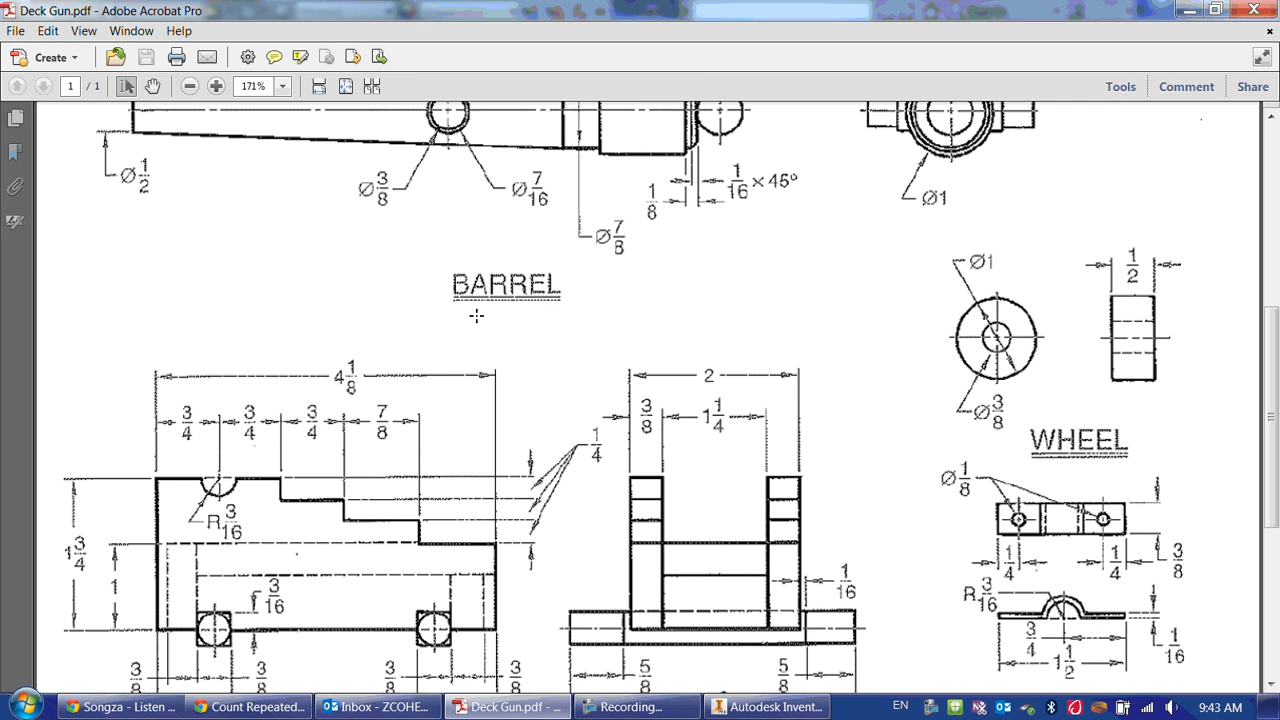 Deck Gun.pdf - Adobe Acrobat Pro
File Edit View Window Help
Create
1 / 1 171% Tools Comment Share
Ø1/2
Ø3/8
Ø7/16
1/8
1/16 × 45°
Ø7/8
Ø1
BARREL
Ø1
1/2
Ø3/8
WHEEL
4 1/8
3/4 3/4 3/4 7/8
1/4
R3/16
1 3/4
1
3/16
3/8 3/8 3/8 3/8
2
3/8 1 1/4
1/16
5/8 5/8
Ø1/8
1/4 1/4 3/8
R3/16
3/4
1 1/2
1/16
Songza - Listen ... Count Repeated... Inbox - ZCOHE... Deck Gun.pdf - ... Recording... Autodesk Invent... EN 9:43 AM